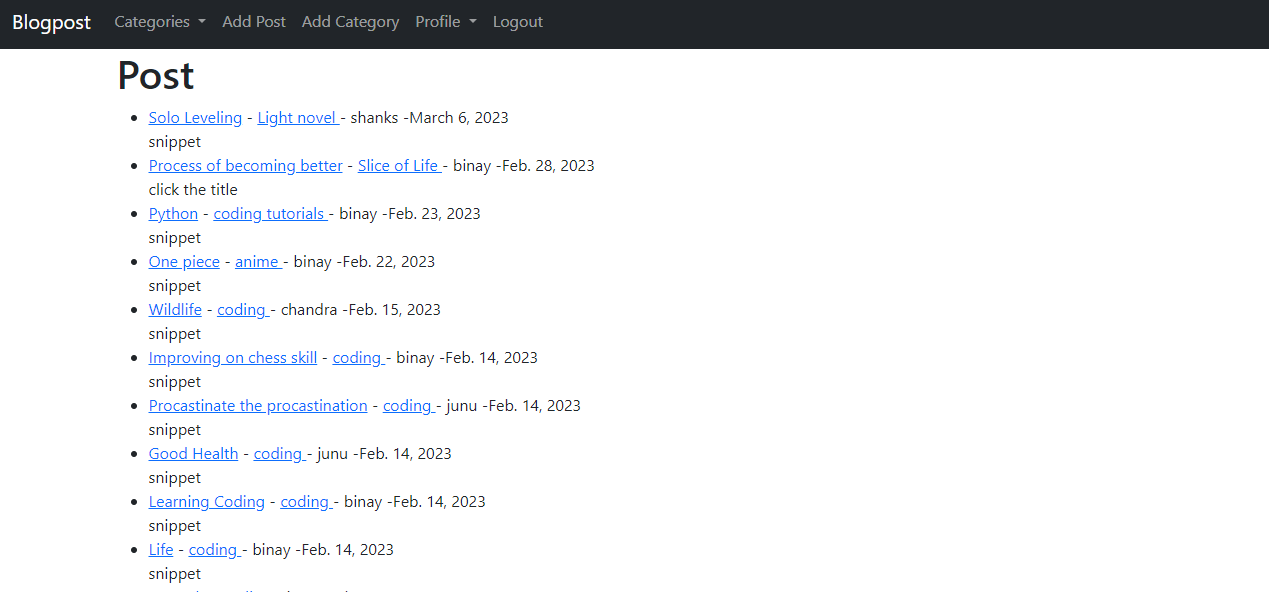 Blogpost Categories Add Post Add Category Profile Logout
Post
Solo Leveling - Light novel - shanks -March 6, 2023
snippet
Process of becoming better - Slice of Life - binay -Feb. 28, 2023
click the title
Python - coding tutorials - binay -Feb. 23, 2023
snippet
One piece - anime - binay -Feb. 22, 2023
snippet
Wildlife - coding - chandra -Feb. 15, 2023
snippet
Improving on chess skill - coding - binay -Feb. 14, 2023
snippet
Procastinate the procastination - coding - junu -Feb. 14, 2023
snippet
Good Health - coding - junu -Feb. 14, 2023
snippet
Learning Coding - coding - binay -Feb. 14, 2023
snippet
Life - coding - binay -Feb. 14, 2023
snippet